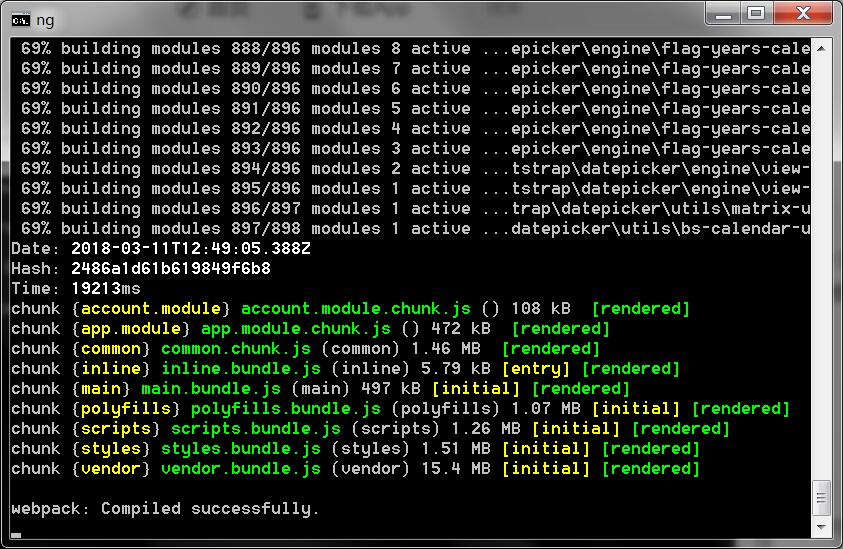 ng
69% building modules 888/896 modules 8 active ...epicker\engine\flag-years-cale
69% building modules 889/896 modules 7 active ...epicker\engine\flag-years-cale
69% building modules 890/896 modules 6 active ...epicker\engine\flag-years-cale
69% building modules 891/896 modules 5 active ...epicker\engine\flag-years-cale
69% building modules 892/896 modules 4 active ...epicker\engine\flag-years-cale
69% building modules 893/896 modules 3 active ...epicker\engine\flag-years-cale
69% building modules 894/896 modules 2 active ...tstrap\datepicker\engine\view-
69% building modules 895/896 modules 1 active ...tstrap\datepicker\engine\view-
69% building modules 896/897 modules 1 active ...trap\datepicker\utils\matrix-u
69% building modules 897/898 modules 1 active ...datepicker\utils\bs-calendar-u
Date: 2018-03-11T12:49:05.388Z
Hash: 2486a1d61b619849f6b8
Time: 19213ms
chunk {account.module} account.module.chunk.js () 108 kB  [rendered]
chunk {app.module} app.module.chunk.js () 472 kB  [rendered]
chunk {common} common.chunk.js (common) 1.46 MB  [rendered]
chunk {inline} inline.bundle.js (inline) 5.79 kB [entry] [rendered]
chunk {main} main.bundle.js (main) 497 kB [initial] [rendered]
chunk {polyfills} polyfills.bundle.js (polyfills) 1.07 MB [initial] [rendered]
chunk {scripts} scripts.bundle.js (scripts) 1.26 MB [initial] [rendered]
chunk {styles} styles.bundle.js (styles) 1.51 MB [initial] [rendered]
chunk {vendor} vendor.bundle.js (vendor) 15.4 MB [initial] [rendered]
webpack: Compiled successfully.